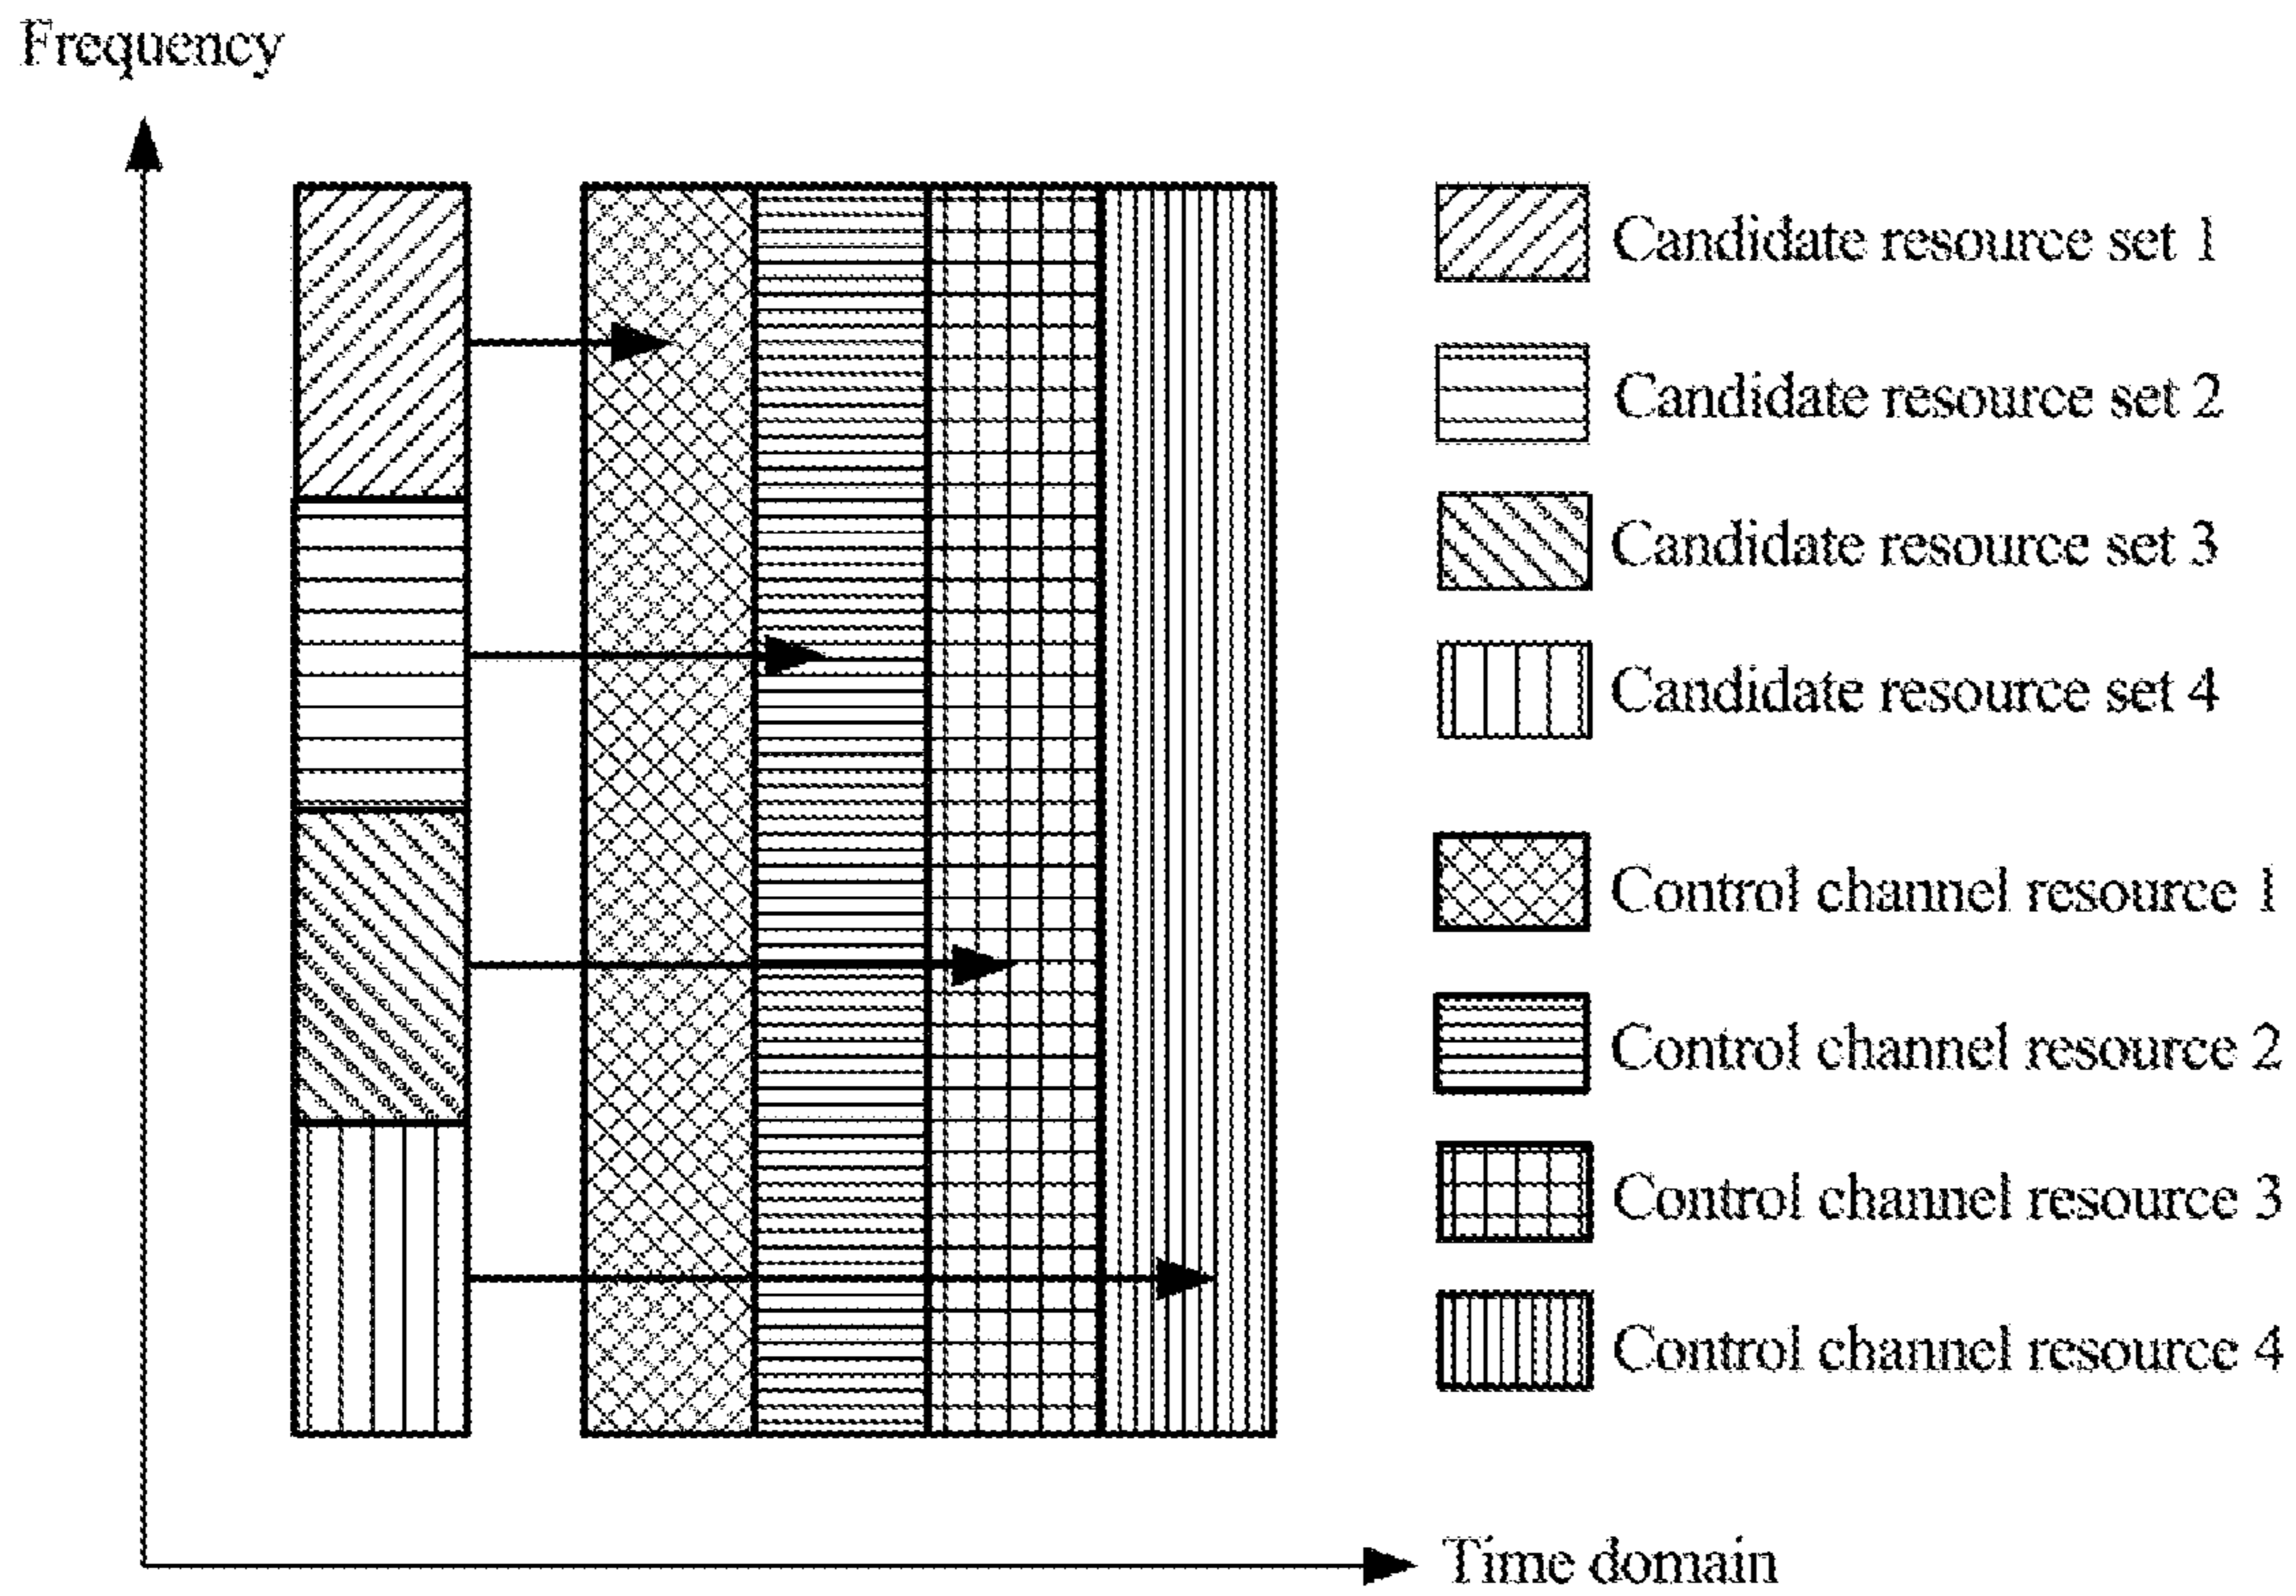 Frequency
Candidate resource set 1
Candidate resource set 2
Candidate resource set 3
Candidate resource set 4
Control channel resource 1
Control channel resource 2
Control channel resource 3
Control channel resource 4
Time domain